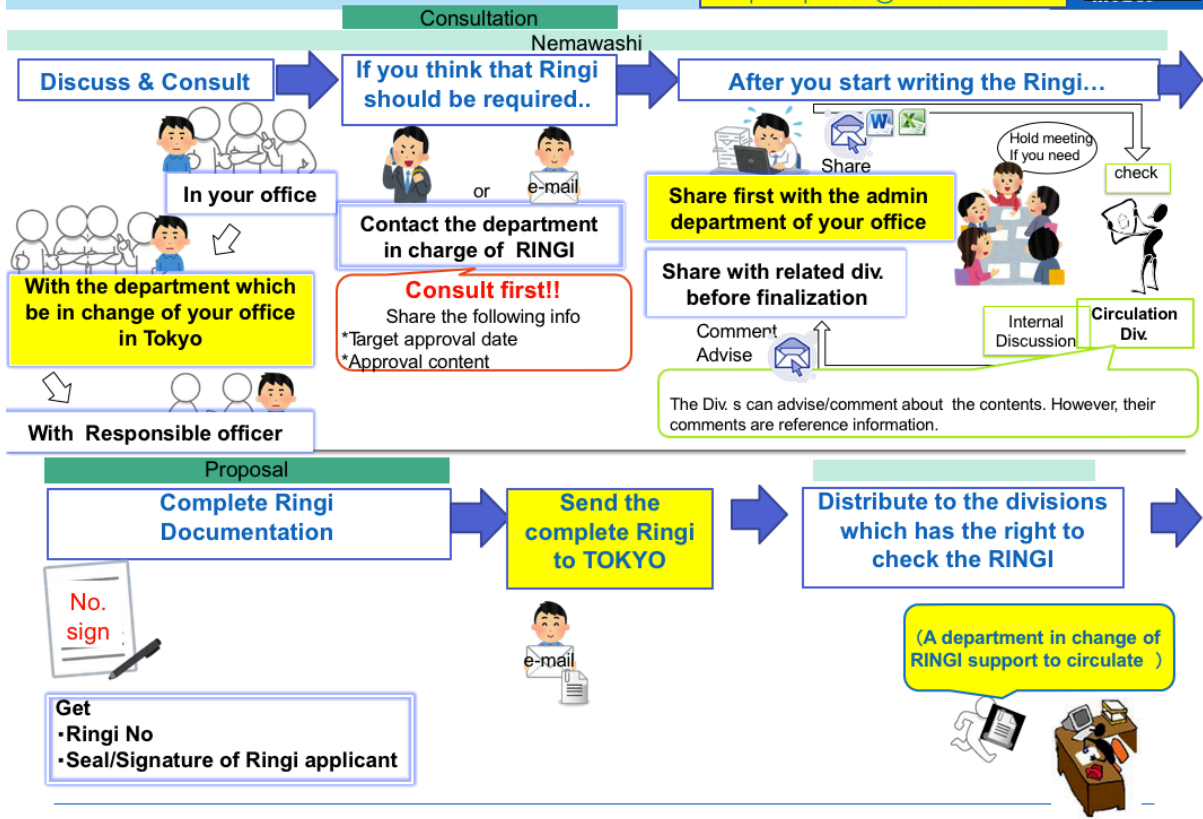 Consultation
Nemawashi
Discuss & Consult
If you think that Ringi
should be required..
After you start writing the Ringi…
In your office
With the department which
be in change of your office
in Tokyo
With Responsible officer
or
e-mail
Contact the department
in charge of RINGI
Consult first!!
Share the following info
*Target approval date
*Approval content
W
X
Share
Hold meeting
If you need
check
Share first with the admin
department of your office
Share with related div.
before finalization
Comment
Advise
Internal
Discussion
Circulation
Div.
The Div. s can advise/comment about the contents. However, their
comments are reference information.
Proposal
Complete Ringi
Documentation
Send the
complete Ringi
to TOKYO
Distribute to the divisions
which has the right to
check the RINGI
No.
sign
e-mail
(A department in change of
RINGI support to circulate )
Get
・Ringi No
・Seal/Signature of Ringi applicant